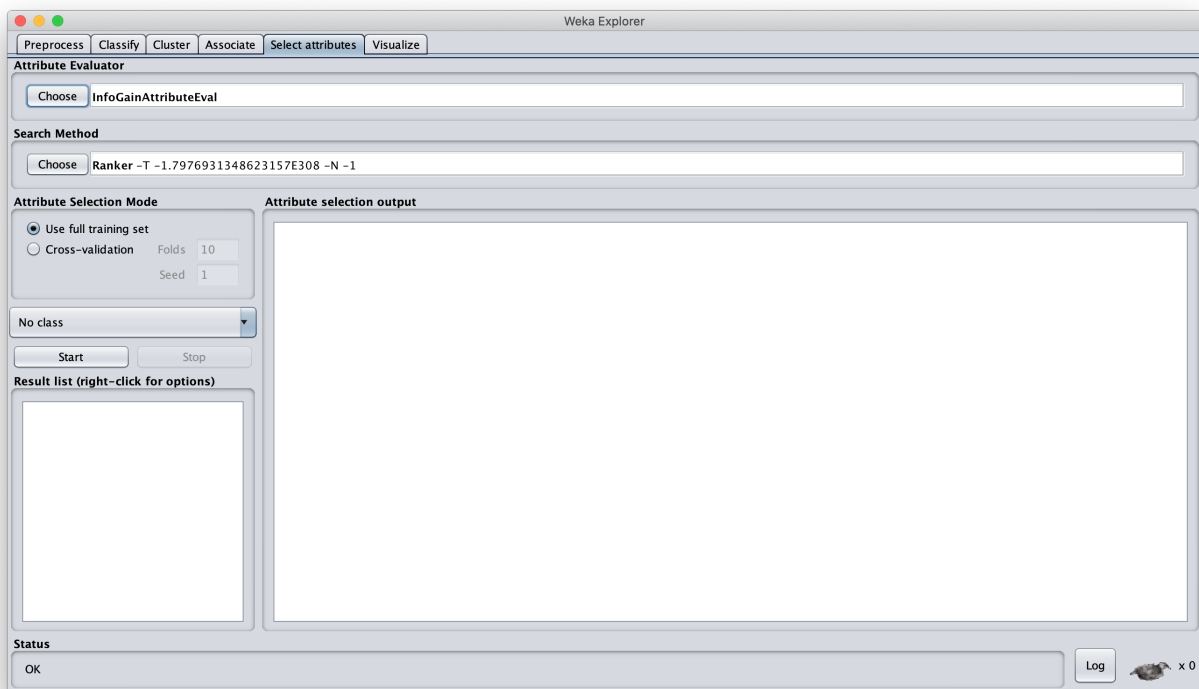 Weka Explorer
Preprocess Classify Cluster Associate Select attributes Visualize
Attribute Evaluator
Choose InfoGainAttributeEval
Search Method
Choose Ranker -T -1.7976931348623157E308 -N -1
Attribute Selection Mode
Use full training set
Cross-validation Folds 10
Seed 1
No class
Start Stop
Result list (right-click for options)
Attribute selection output
Status
OK
Log x 0